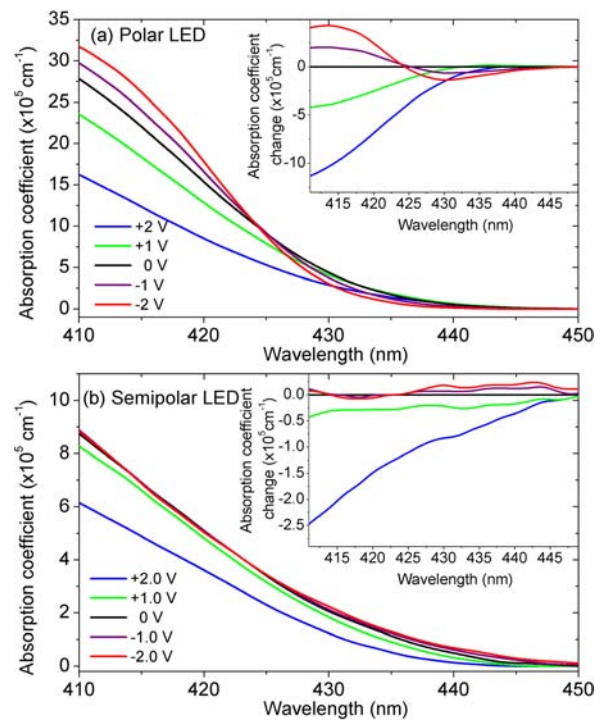 (a) Polar LED
Absorption coefficient (x10⁵ cm⁻¹)
35
30
25
20
15
10
5
0
+2 V
+1 V
0 V
-1 V
-2 V
410 420 430 440 450
Wavelength (nm)
Absorption coefficient
change (x10⁵cm⁻¹)
0
-5
-10
415 420 425 430 435 440 445
Wavelength (nm)
(b) Semipolar LED
Absorption coefficient (x10⁵ cm⁻¹)
10
8
6
4
2
0
+2.0 V
+1.0 V
0 V
-1.0 V
-2.0 V
410 420 430 440 450
Wavelength (nm)
Absorption coefficient
change (x10⁵cm⁻¹)
0.0
-0.5
-1.0
-1.5
-2.0
-2.5
415 420 425 430 435 440 445
Wavelength (nm)